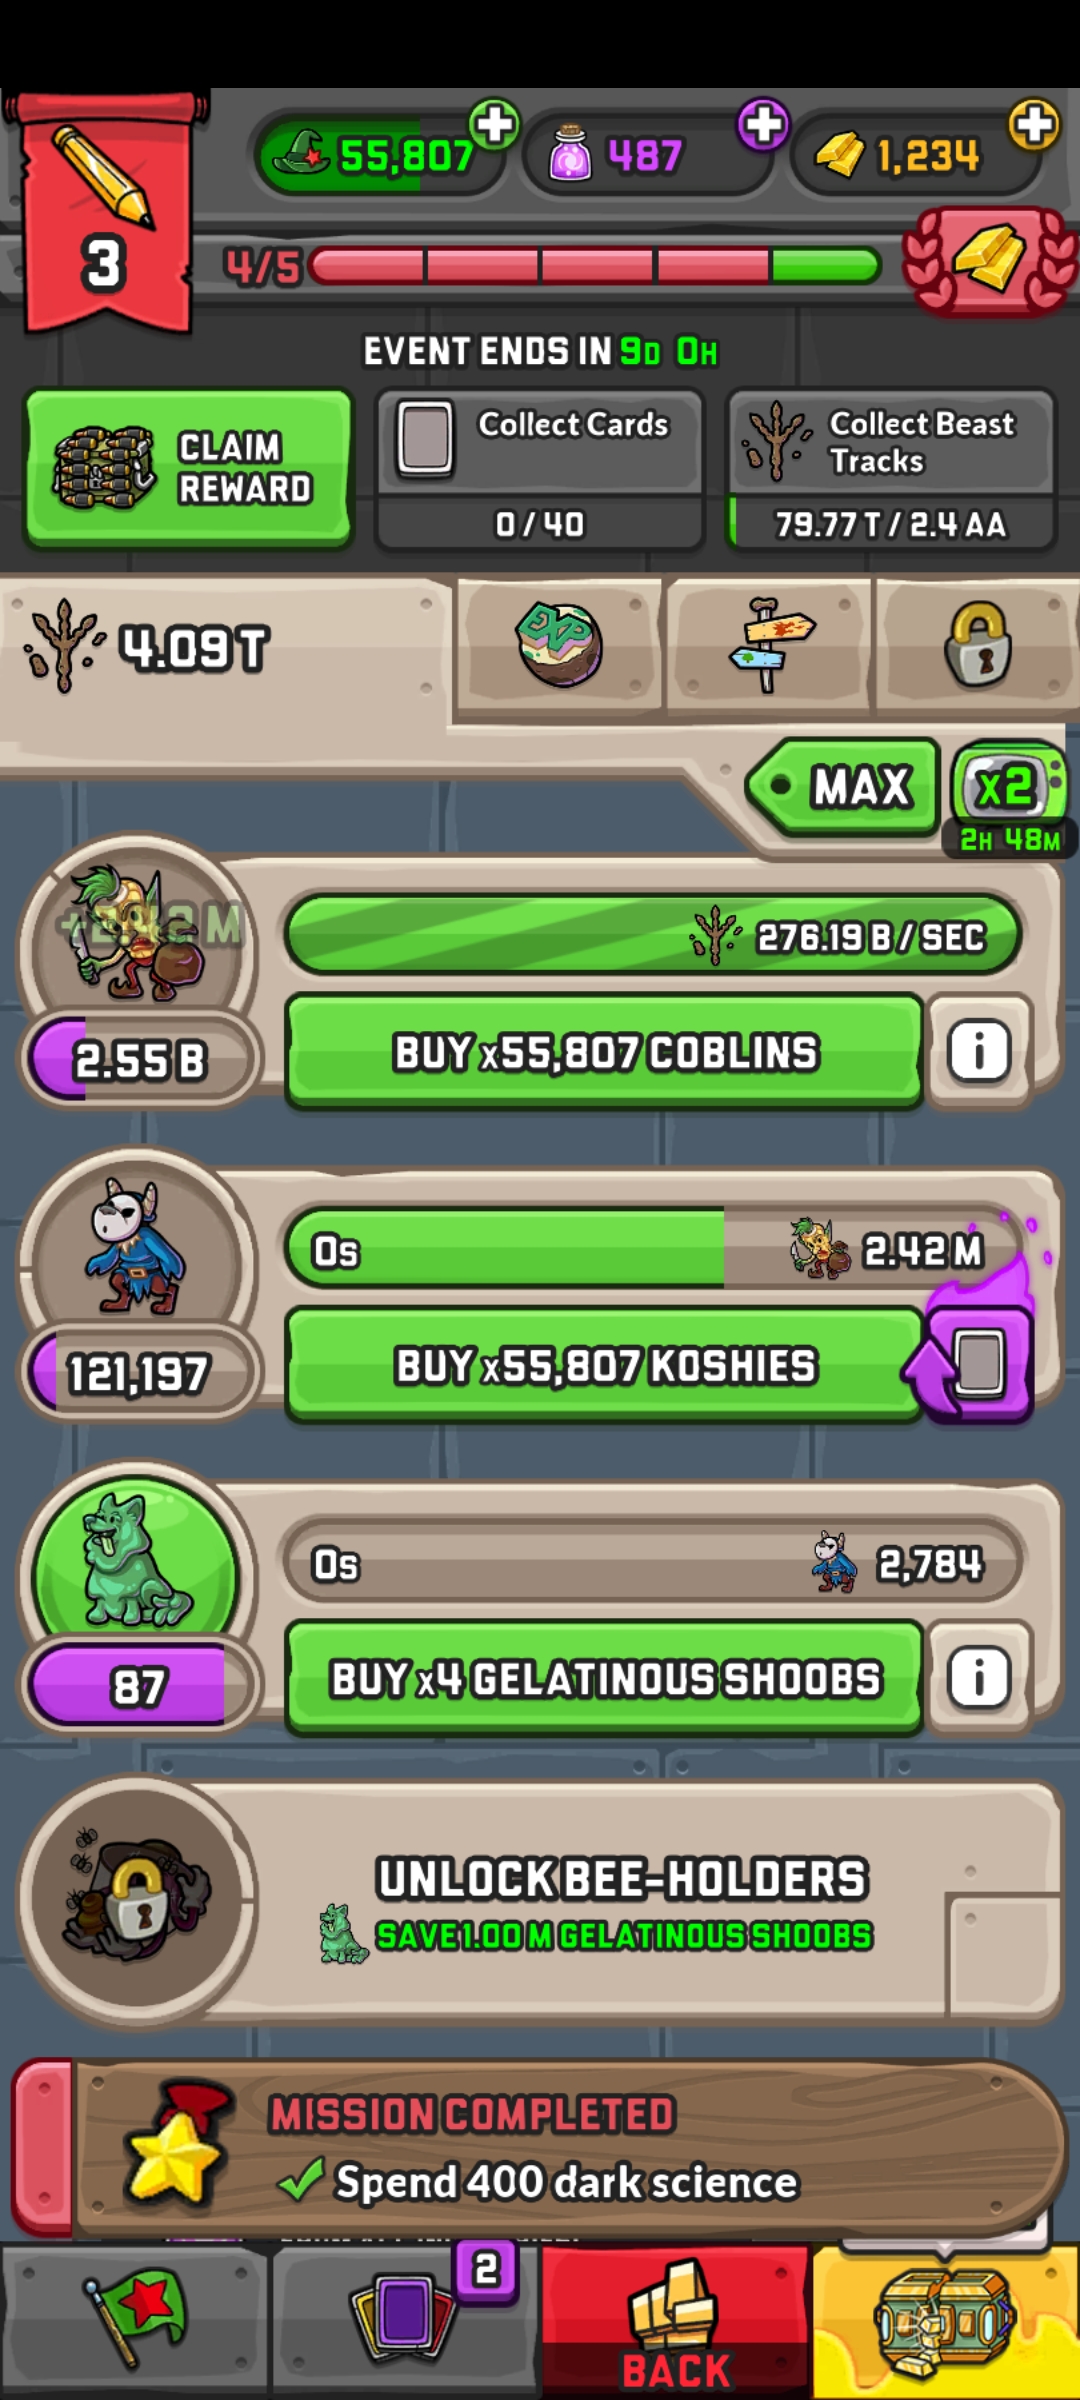 55,807
487
1,234
3
4/5
EVENT ENDS IN 9D 0H
CLAIM
REWARD
Collect Cards
0 / 40
Collect Beast
Tracks
79.77 T / 2.4 AA
4.09 T
EXP
MAX
x2
2H 48M
276.19 B / SEC
2.55 B
BUY x55,807 COBLINS
i
0s
2.42 M
121,197
BUY x55,807 KOSHIES
0s
2,784
87
BUY x4 GELATINOUS SHOOBS
i
UNLOCK BEE-HOLDERS
SAVE 1.00 M GELATINOUS SHOOBS
MISSION COMPLETED
Spend 400 dark science
2
BACK